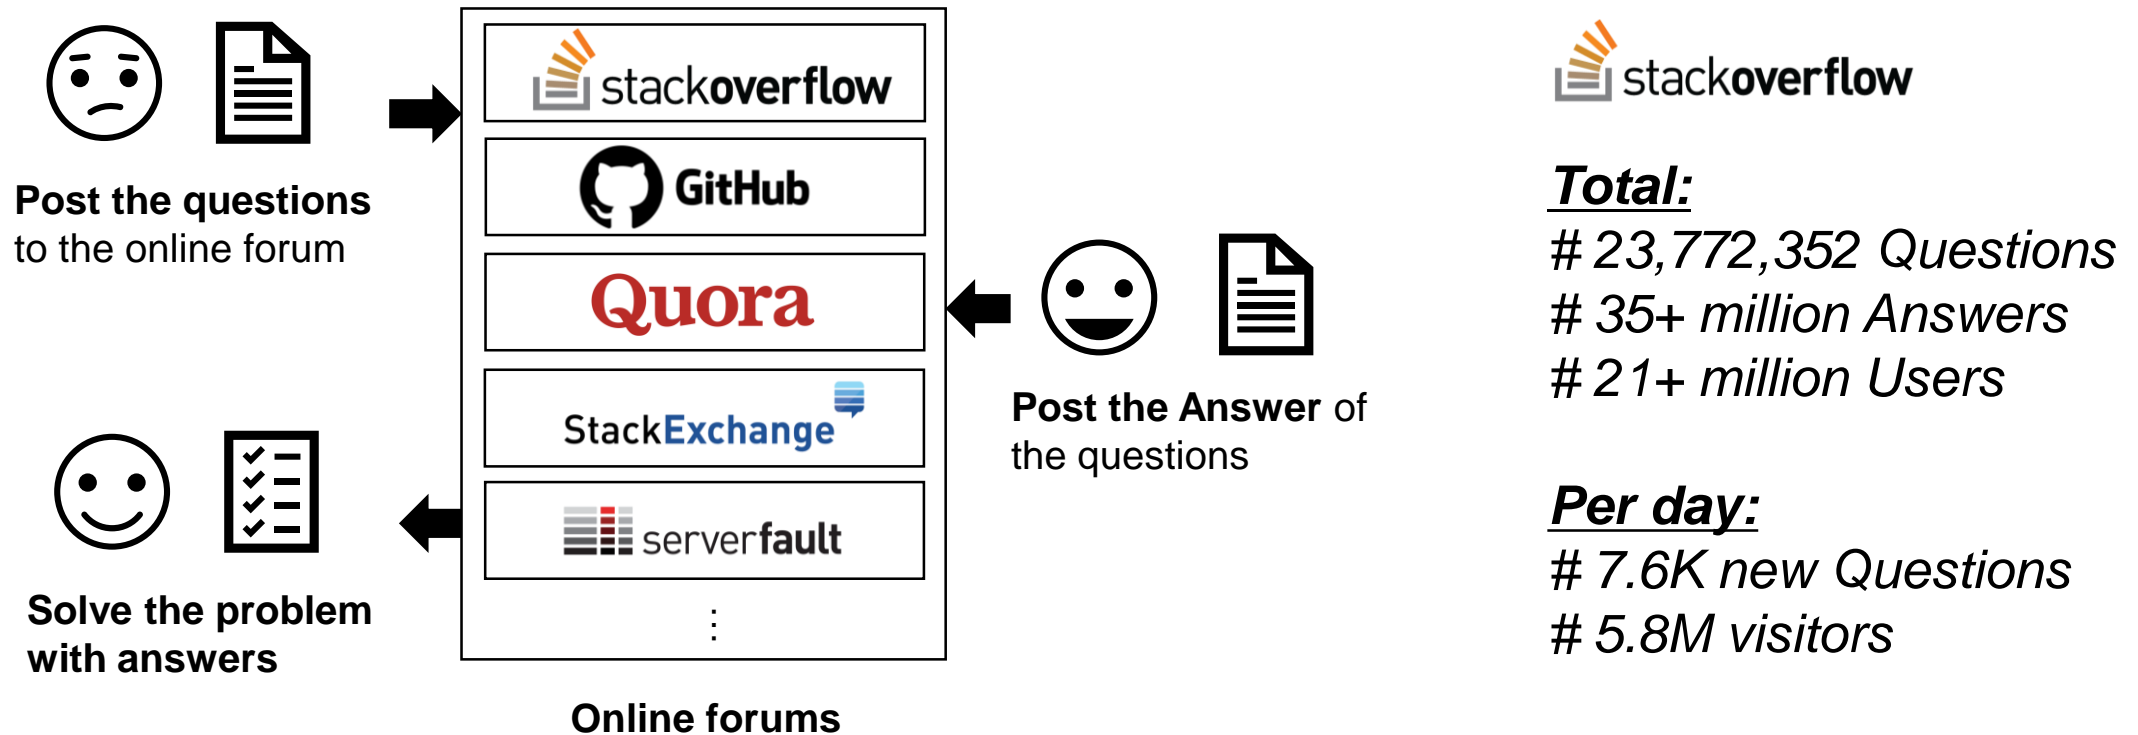 Post the questions
to the online forum
Solve the problem
with answers
stackoverflow
GitHub
Quora
StackExchange
serverfault
⋮
Online forums
Post the Answer of
the questions
stackoverflow
Total:
# 23,772,352 Questions
# 35+ million Answers
# 21+ million Users
Per day:
# 7.6K new Questions
# 5.8M visitors